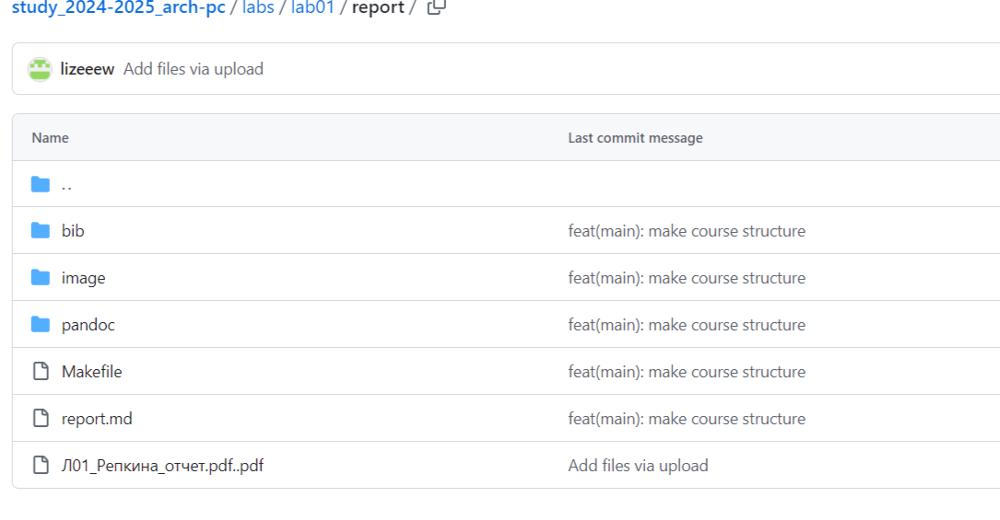 study_2024-2025_arch-pc / labs / lab01 / report /
lizeeew Add files via upload
Name Last commit message
..
bib feat(main): make course structure
image feat(main): make course structure
pandoc feat(main): make course structure
Makefile feat(main): make course structure
report.md feat(main): make course structure
Л01_Репкина_отчет.pdf..pdf Add files via upload